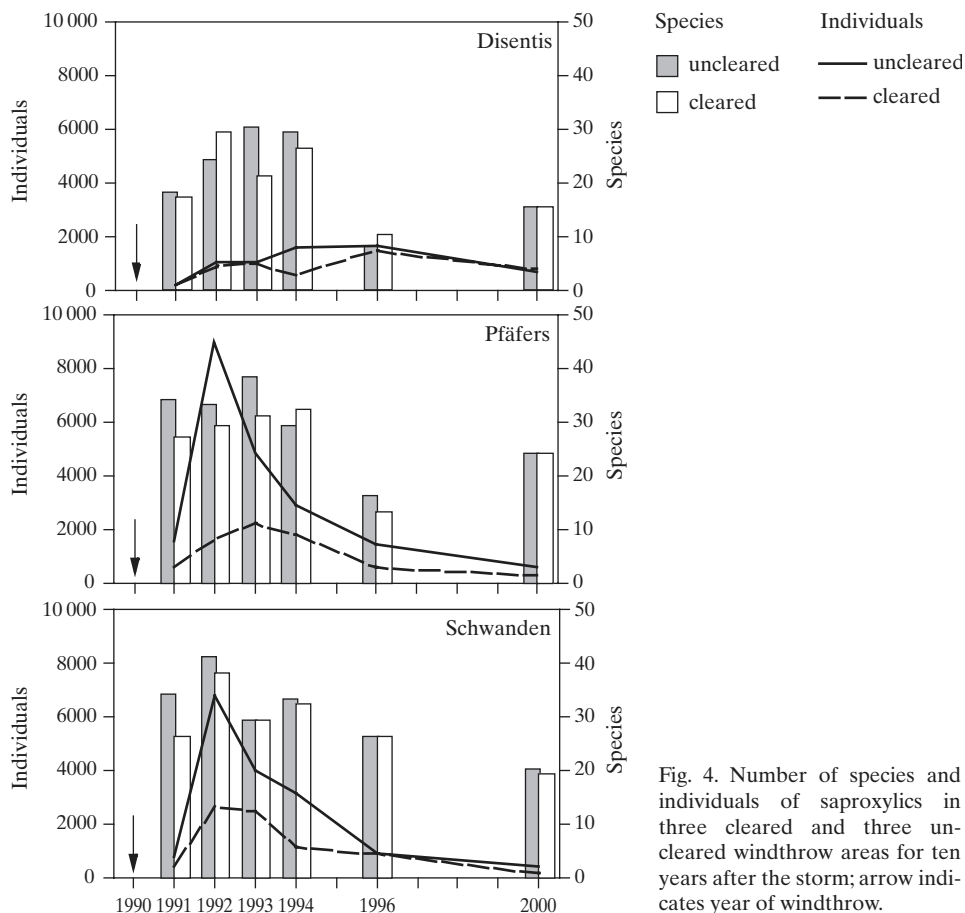 Disentis
10 000
8000
6000
4000
2000
0
Individuals
50
40
30
20
10
0
Species
Species Individuals
uncleared uncleared
cleared cleared
Pfäfers
10 000
8000
6000
4000
2000
0
Individuals
50
40
30
20
10
0
Species
Schwanden
10 000
8000
6000
4000
2000
0
Individuals
50
40
30
20
10
0
Species
1990 1991 1992 1993 1994 1996 2000
Fig. 4. Number of species and
individuals of saproxylics in
three cleared and three un-
cleared windthrow areas for ten
years after the storm; arrow indi-
cates year of windthrow.